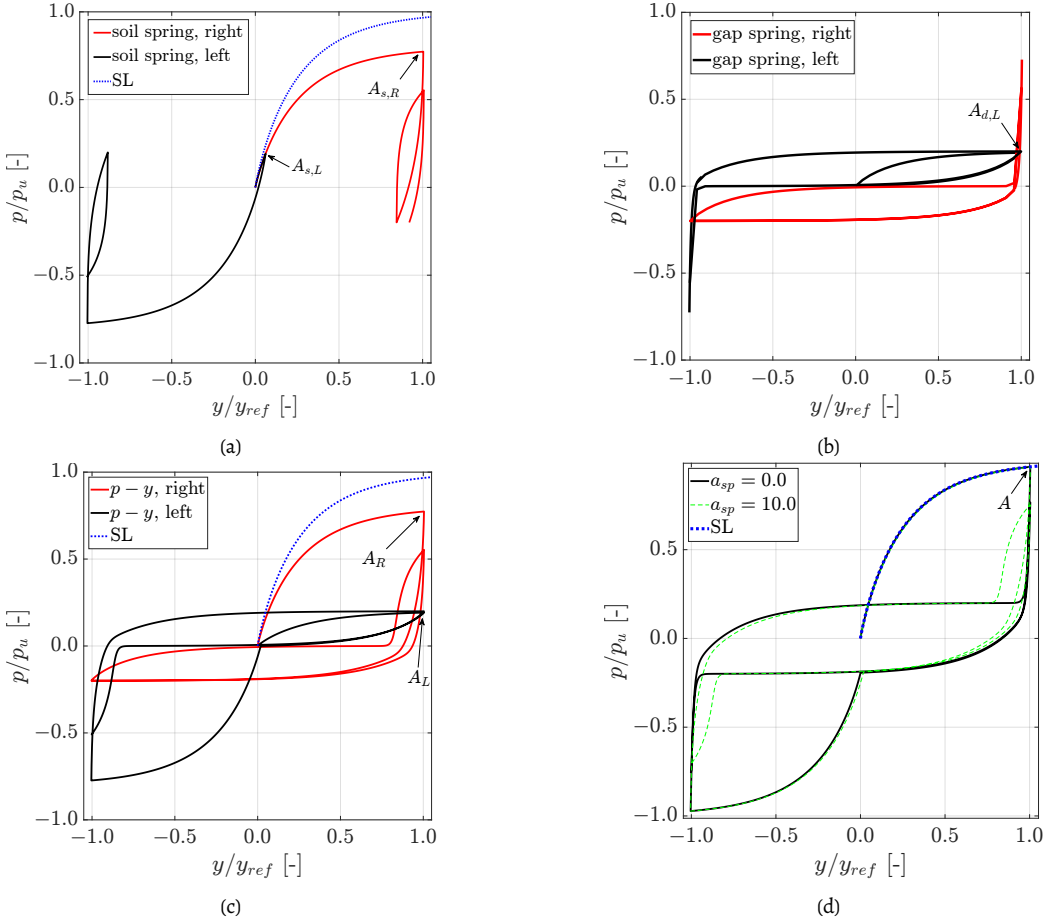 1.0
0.5
0.0
−0.5
−1.0
p/p_u [-]
soil spring, right
soil spring, left
SL
A_{s,R}
A_{s,L}
−1.0 −0.5 0.0 0.5 1.0
y/y_{ref} [-]
(a)
1.0
0.5
0.0
−0.5
−1.0
p/p_u [-]
gap spring, right
gap spring, left
A_{d,L}
−1.0 −0.5 0.0 0.5 1.0
y/y_{ref} [-]
(b)
1.0
0.5
0.0
−0.5
−1.0
p/p_u [-]
p − y, right
p − y, left
SL
A_R
A_L
−1.0 −0.5 0.0 0.5 1.0
y/y_{ref} [-]
(c)
0.5
0.0
−0.5
−1.0
p/p_u [-]
a_{sp} = 0.0
a_{sp} = 10.0
SL
A
−1.0 −0.5 0.0 0.5 1.0
y/y_{ref} [-]
(d)